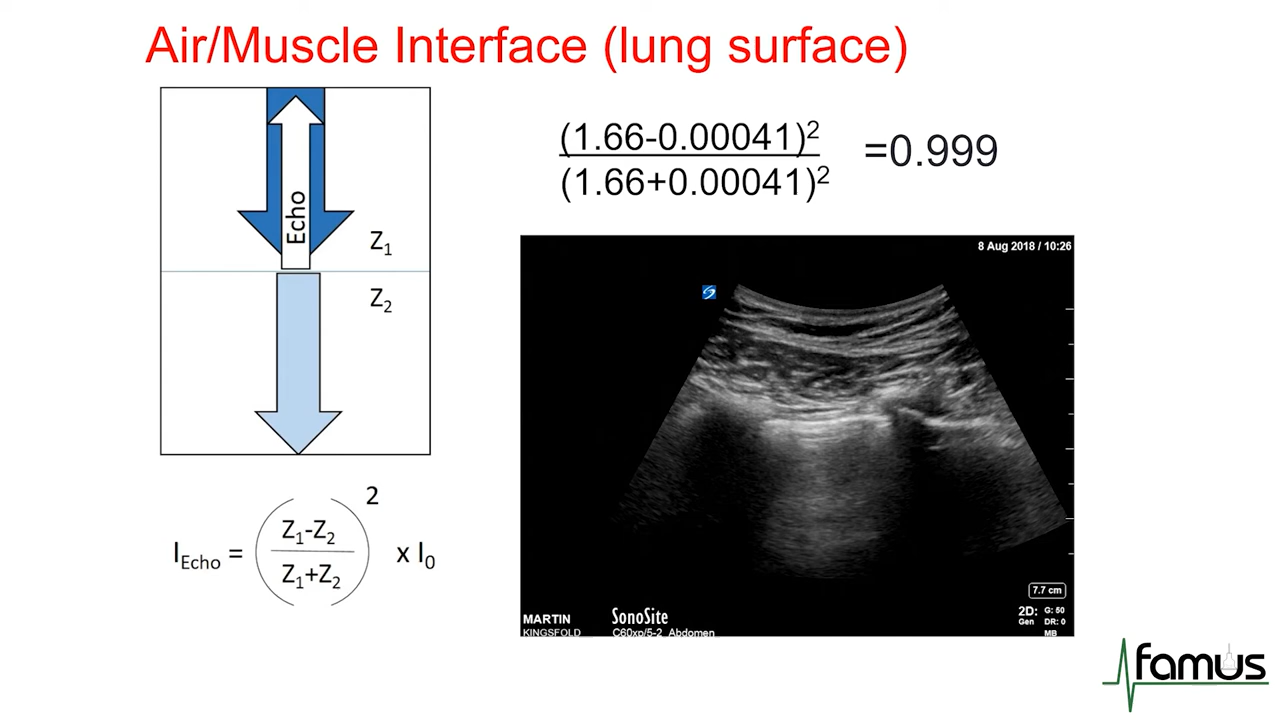 Air/Muscle Interface (lung surface)
Echo
Z₁
Z₂
(1.66-0.00041)²
(1.66+0.00041)²
=0.999
I_Echo = (Z₁-Z₂ / Z₁+Z₂)² x I₀
8 Aug 2018 / 10:26
7.7 cm
2D: G: 50
Gen DR: 0
MB
MARTIN
KINGSFOLD
SonoSite
C60xp/5-2 Abdomen
famus